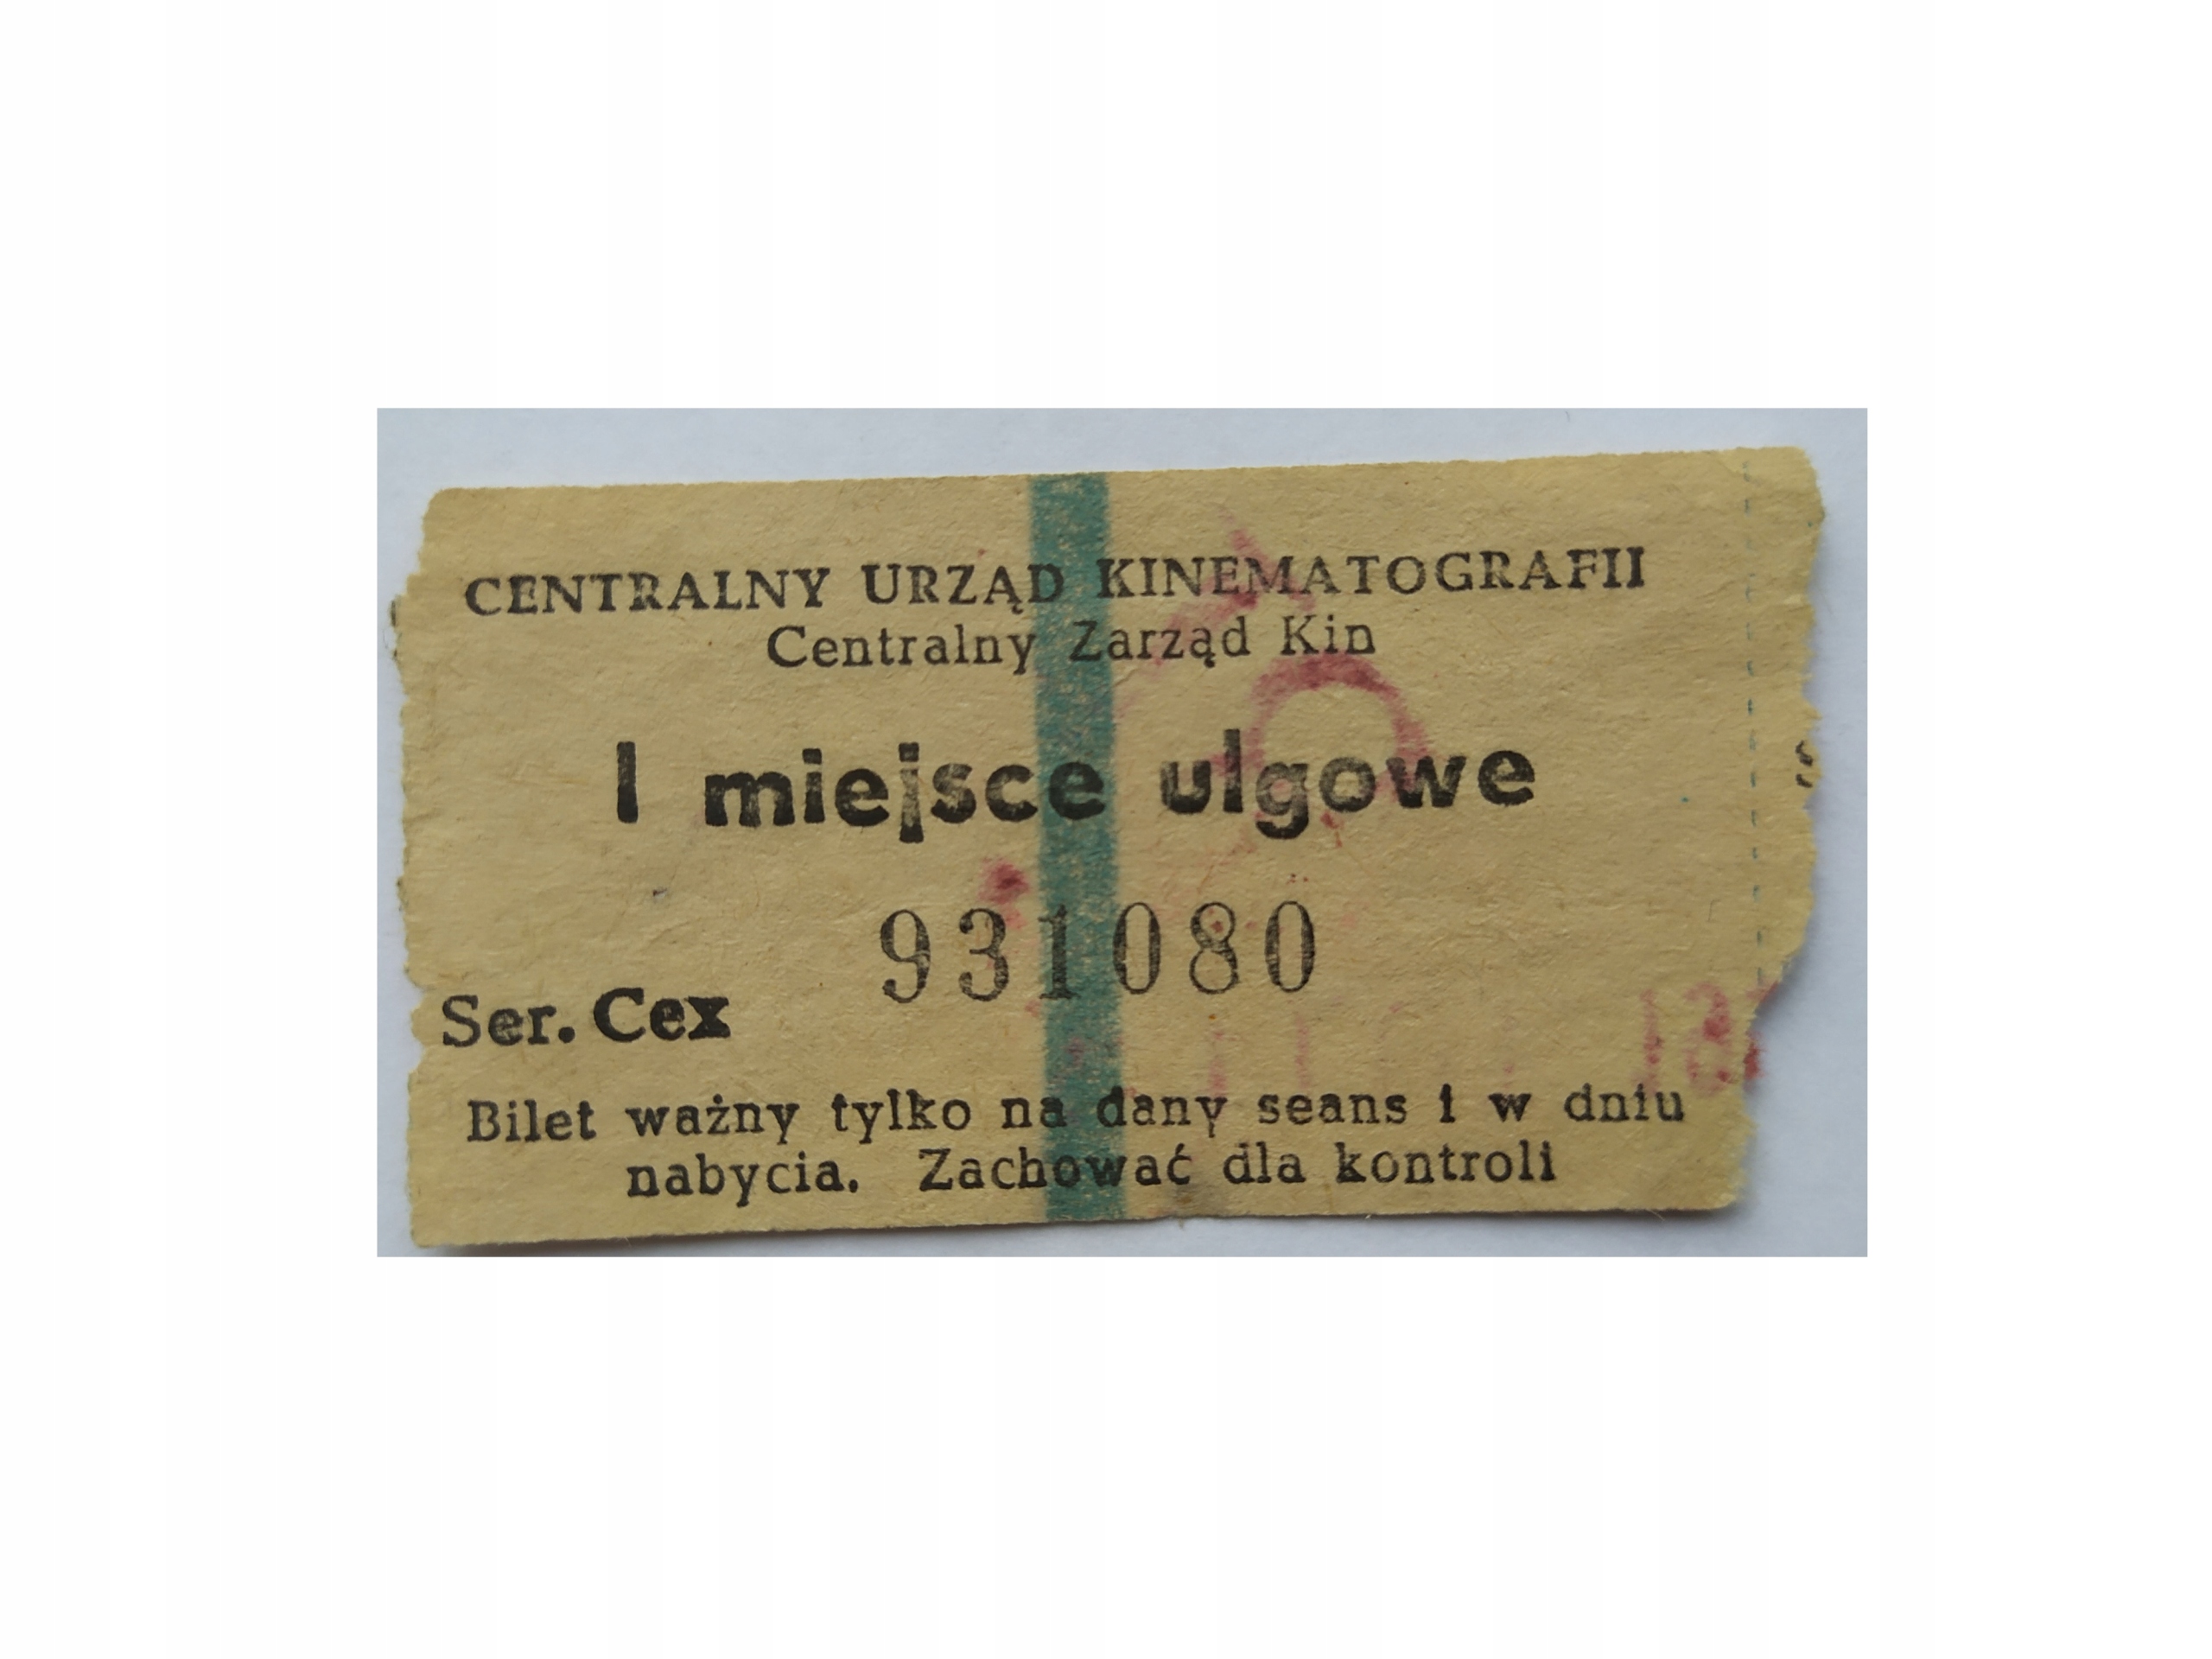 CENTRALNY URZĄD KINEMATOGRAFII
Centralny Zarząd Kin
I miejsce ulgowe
931080
Ser. Cex
Bilet ważny tylko na dany seans i w dniu
nabycia. Zachować dla kontroli